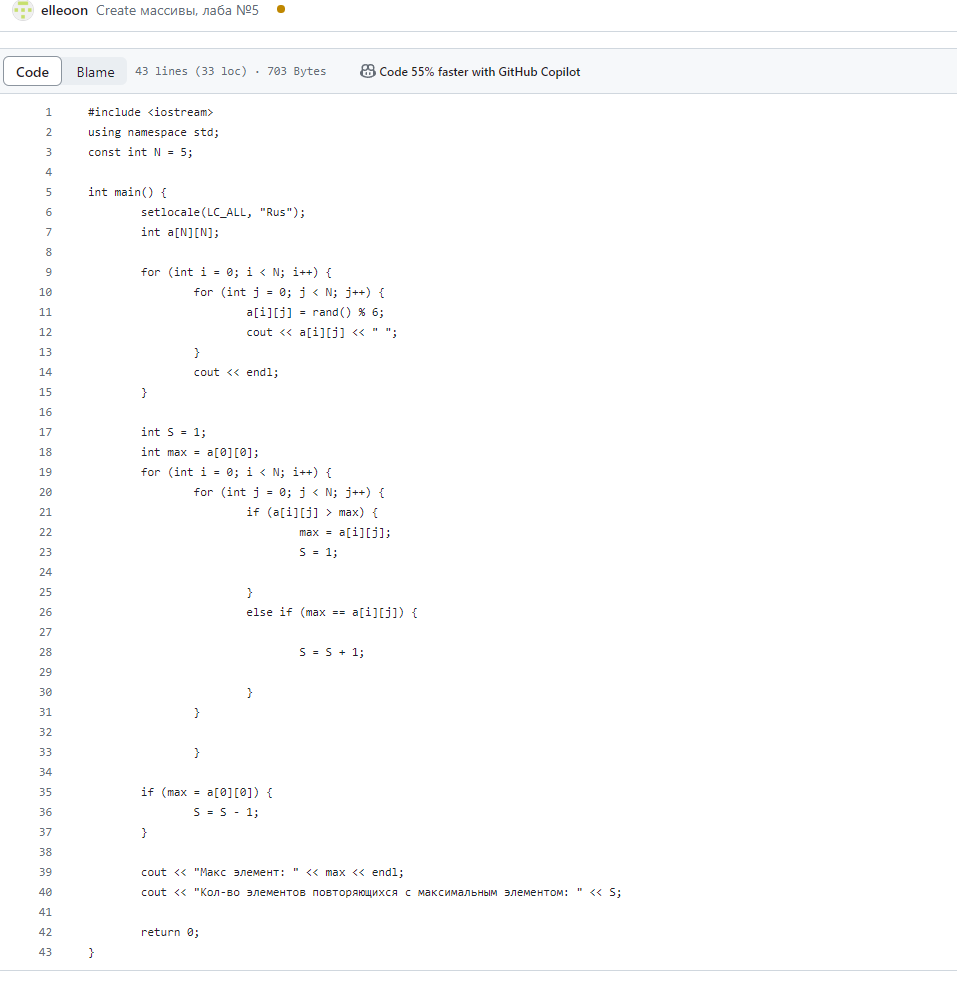 elleoon Create массивы, лаба №5
Code Blame 43 lines (33 loc) · 703 Bytes Code 55% faster with GitHub Copilot
1 #include <iostream>
2 using namespace std;
3 const int N = 5;
4
5 int main() {
6 setlocale(LC_ALL, "Rus");
7 int a[N][N];
8
9 for (int i = 0; i < N; i++) {
10 for (int j = 0; j < N; j++) {
11 a[i][j] = rand() % 6;
12 cout << a[i][j] << " ";
13 }
14 cout << endl;
15 }
16
17 int S = 1;
18 int max = a[0][0];
19 for (int i = 0; i < N; i++) {
20 for (int j = 0; j < N; j++) {
21 if (a[i][j] > max) {
22 max = a[i][j];
23 S = 1;
24
25 }
26 else if (max == a[i][j]) {
27
28 S = S + 1;
29
30 }
31 }
32
33 }
34
35 if (max = a[0][0]) {
36 S = S - 1;
37 }
38
39 cout << "Макс элемент: " << max << endl;
40 cout << "Кол-во элементов повторяющихся с максимальным элементом: " << S;
41
42 return 0;
43 }